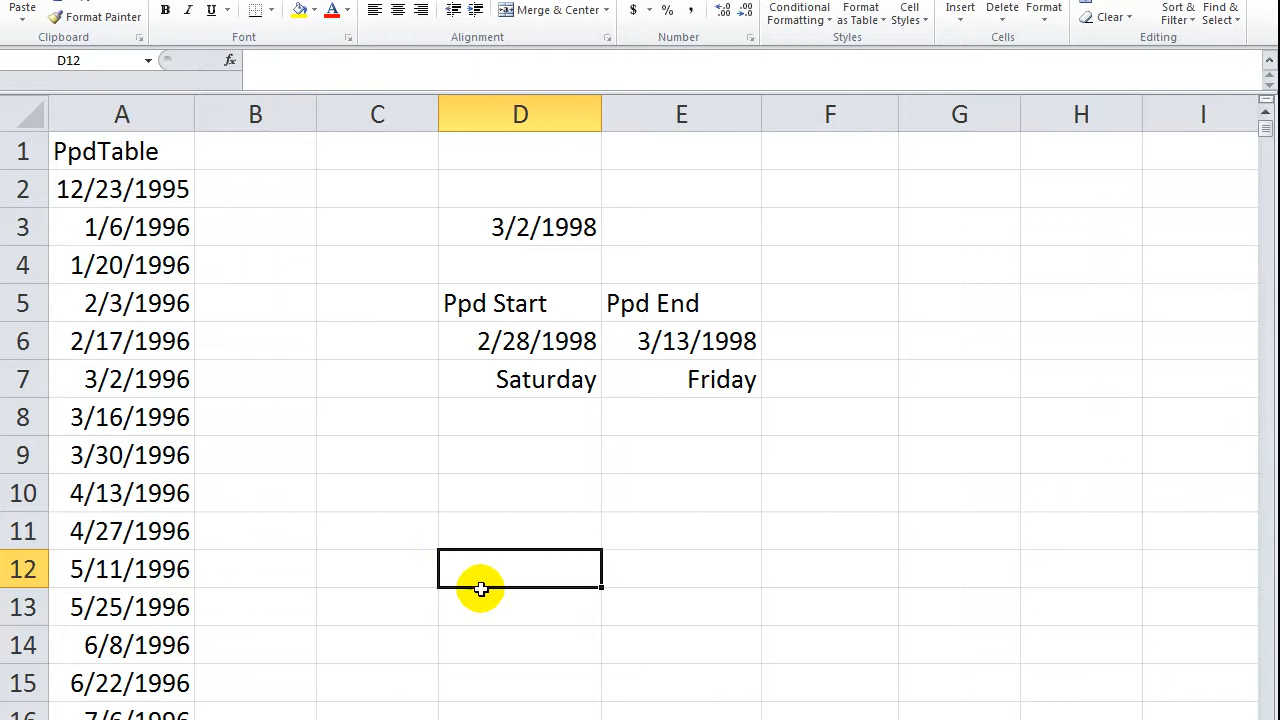 Paste Format Painter B I U A Merge & Center $ % , Conditional Formatting Format as Table Cell Styles Insert Delete Format Clear Sort & Filter Find & Select
Clipboard Font Alignment Number Styles Cells Editing
D12 fx
A B C D E F G H I
1 PpdTable
2 12/23/1995
3 1/6/1996 3/2/1998
4 1/20/1996
5 2/3/1996 Ppd Start Ppd End
6 2/17/1996 2/28/1998 3/13/1998
7 3/2/1996 Saturday Friday
8 3/16/1996
9 3/30/1996
10 4/13/1996
11 4/27/1996
12 5/11/1996
13 5/25/1996
14 6/8/1996
15 6/22/1996
16 7/6/1996